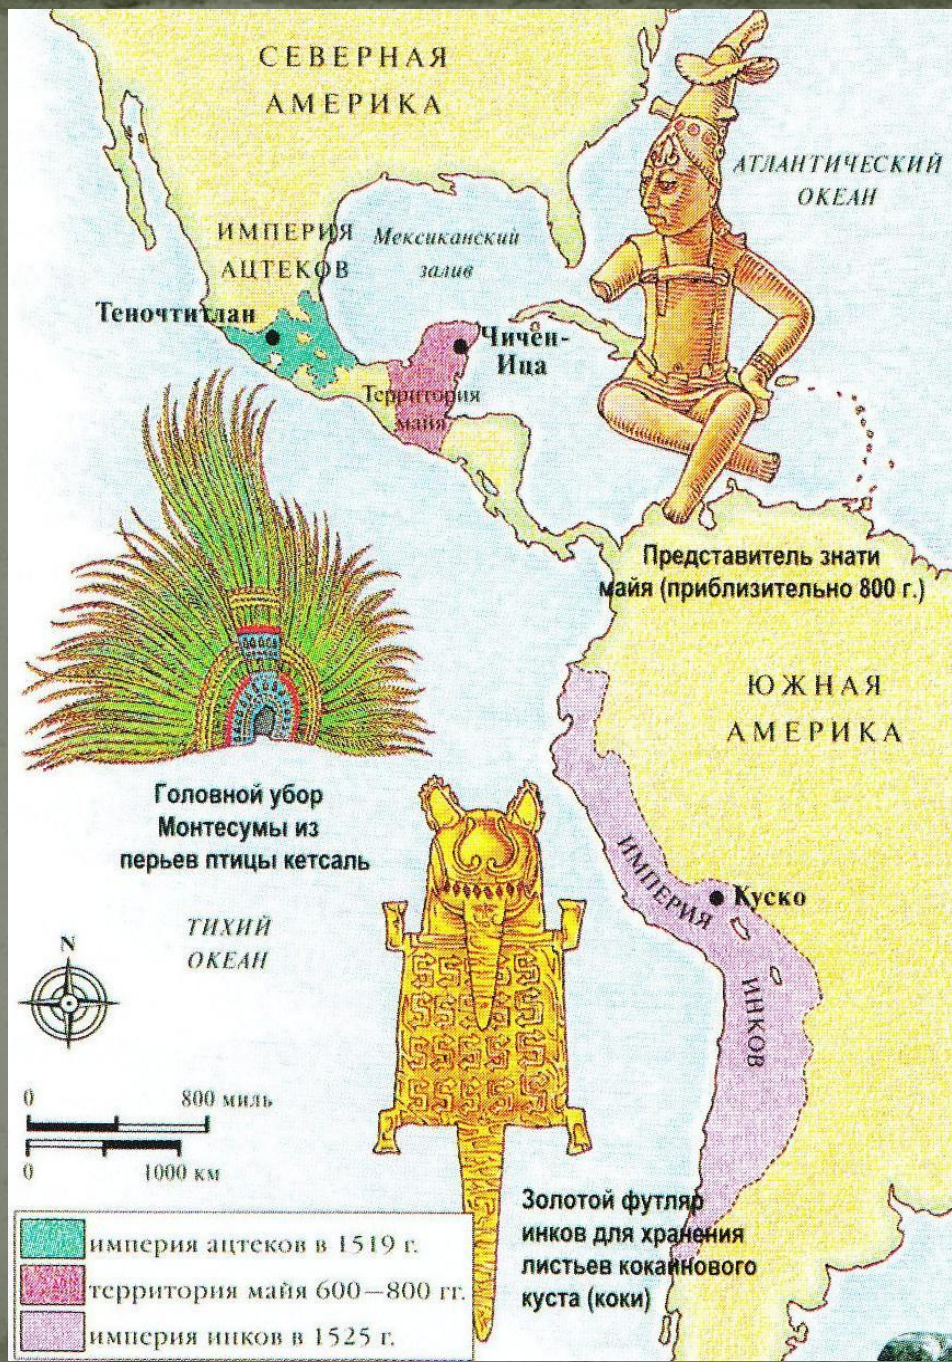 СЕВЕРНАЯ
АМЕРИКА
АТЛАНТИЧЕСКИЙ
ОКЕАН
ИМПЕРИЯ
АЦТЕКОВ
Мексиканский
залив
Теночтитлан
Чичен-
Ица
Территория
майя
Представитель знати
майя (приблизительно 800 г.)
ЮЖНАЯ
АМЕРИКА
Головной убор
Монтесумы из
перьев птицы кетсаль
ИМПЕРИЯ
Куско
ИНКОВ
ТИХИЙ
ОКЕАН
N
0 800 миль
0 1000 км
Золотой футляр
инков для хранения
листьев кокаинового
куста (коки)
империя ацтеков в 1519 г.
территория майя 600—800 гг.
империя инков в 1525 г.